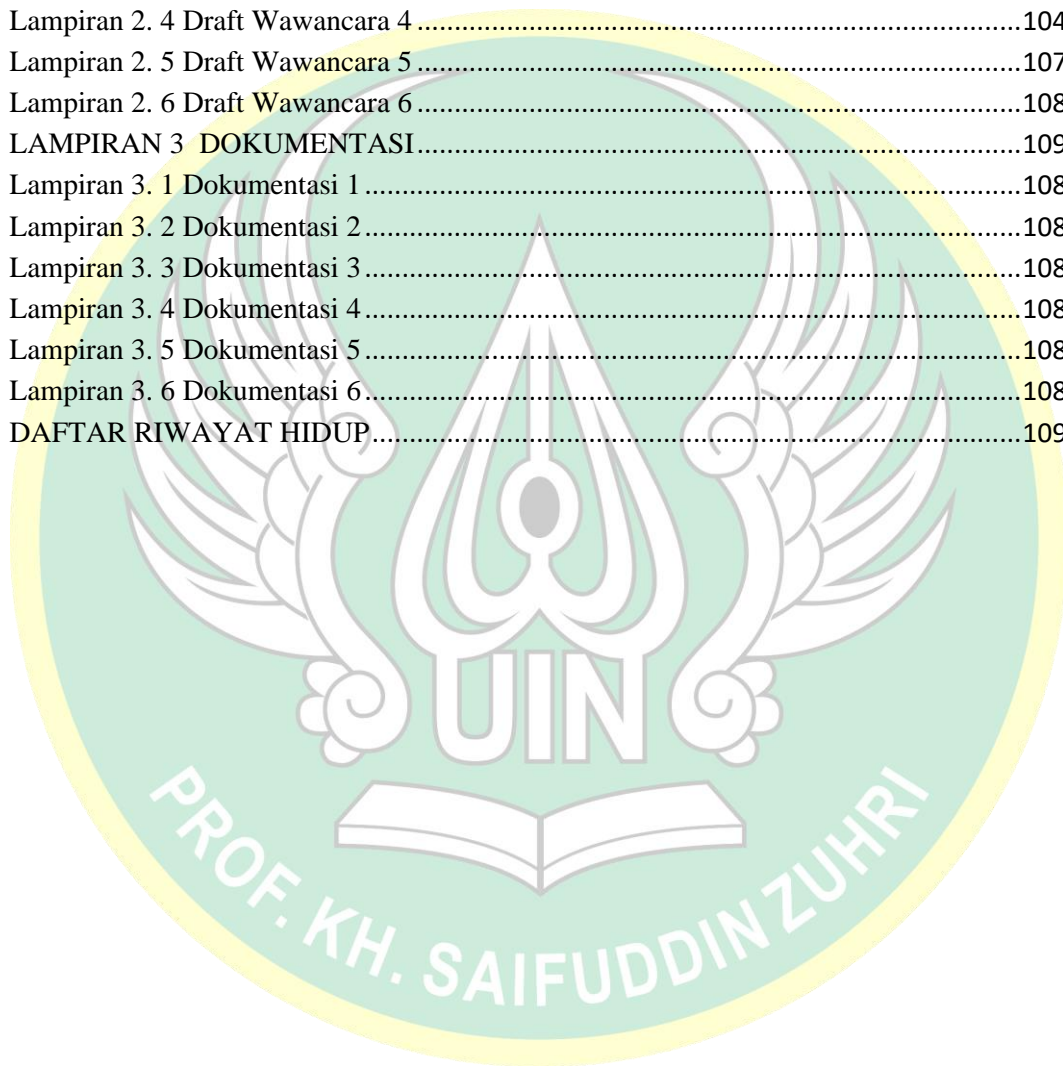 Lampiran 2. 4 Draft Wawancara 4 ........................................................................................104
Lampiran 2. 5 Draft Wawancara 5 ........................................................................................107
Lampiran 2. 6 Draft Wawancara 6 ........................................................................................108
LAMPIRAN 3  DOKUMENTASI ........................................................................................109
Lampiran 3. 1 Dokumentasi 1 ........................................................................................108
Lampiran 3. 2 Dokumentasi 2 ........................................................................................108
Lampiran 3. 3 Dokumentasi 3 ........................................................................................108
Lampiran 3. 4 Dokumentasi 4 ........................................................................................108
Lampiran 3. 5 Dokumentasi 5 ........................................................................................108
Lampiran 3. 6 Dokumentasi 6 ........................................................................................108
DAFTAR RIWAYAT HIDUP ........................................................................................109
UIN
PROF. KH. SAIFUDDIN ZUHRI